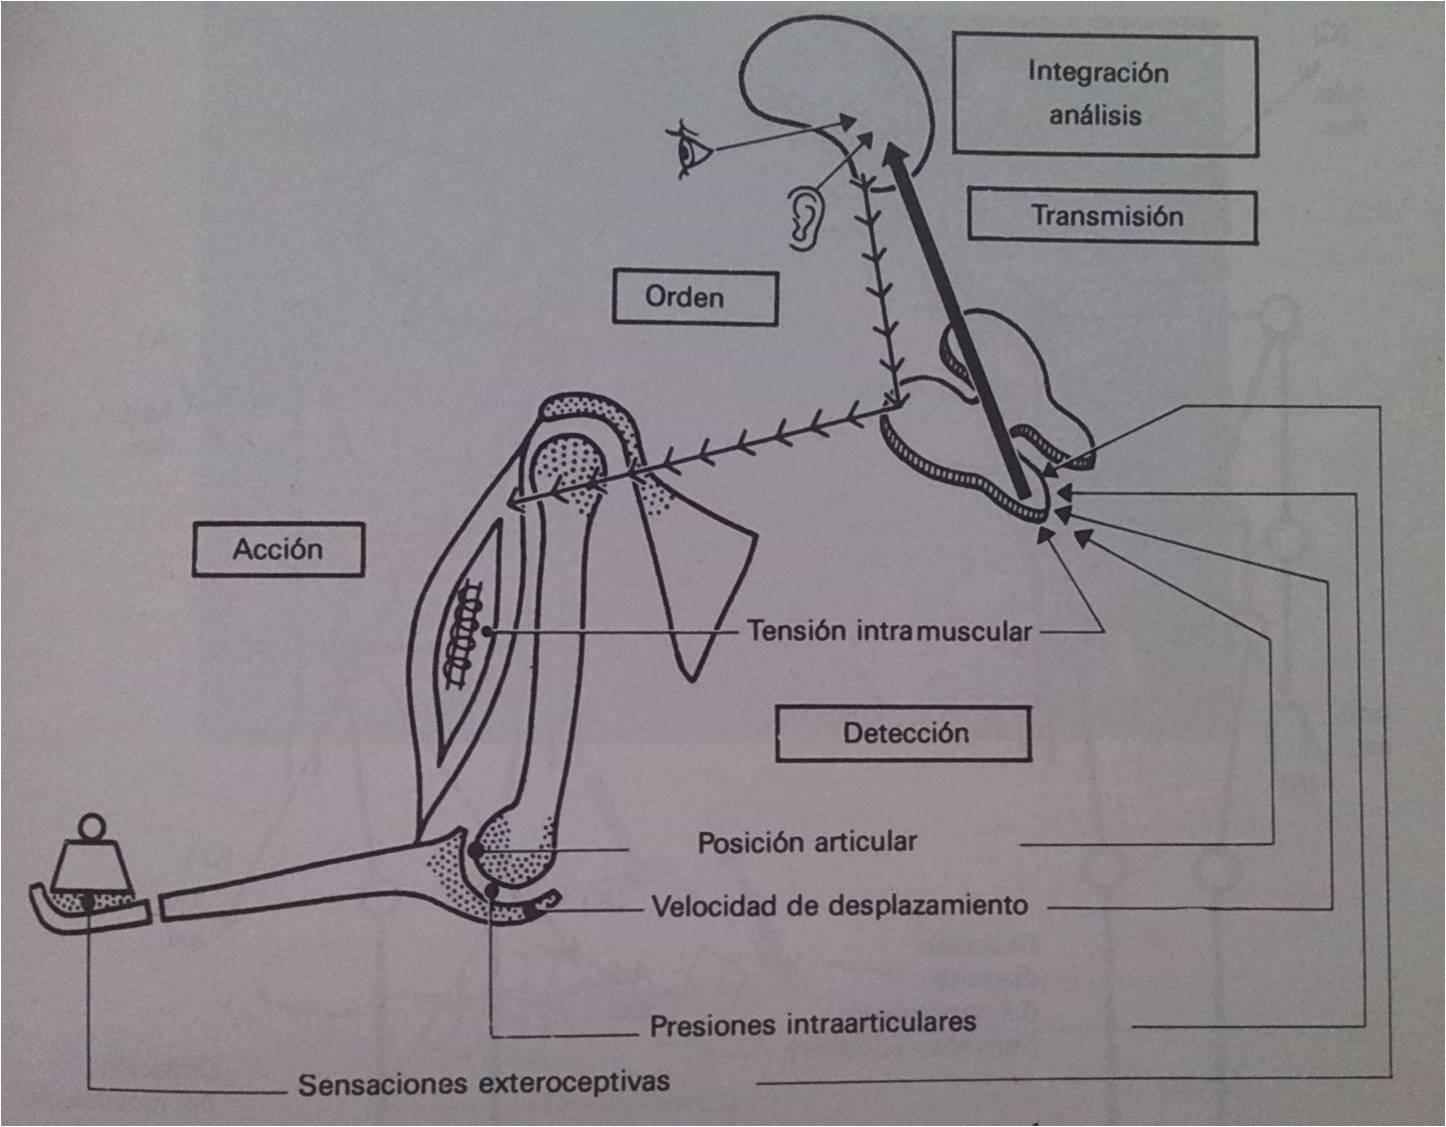 Integración
análisis
Transmisión
Orden
Acción
Tensión intramuscular
Detección
Posición articular
Velocidad de desplazamiento
Presiones intraarticulares
Sensaciones exteroceptivas